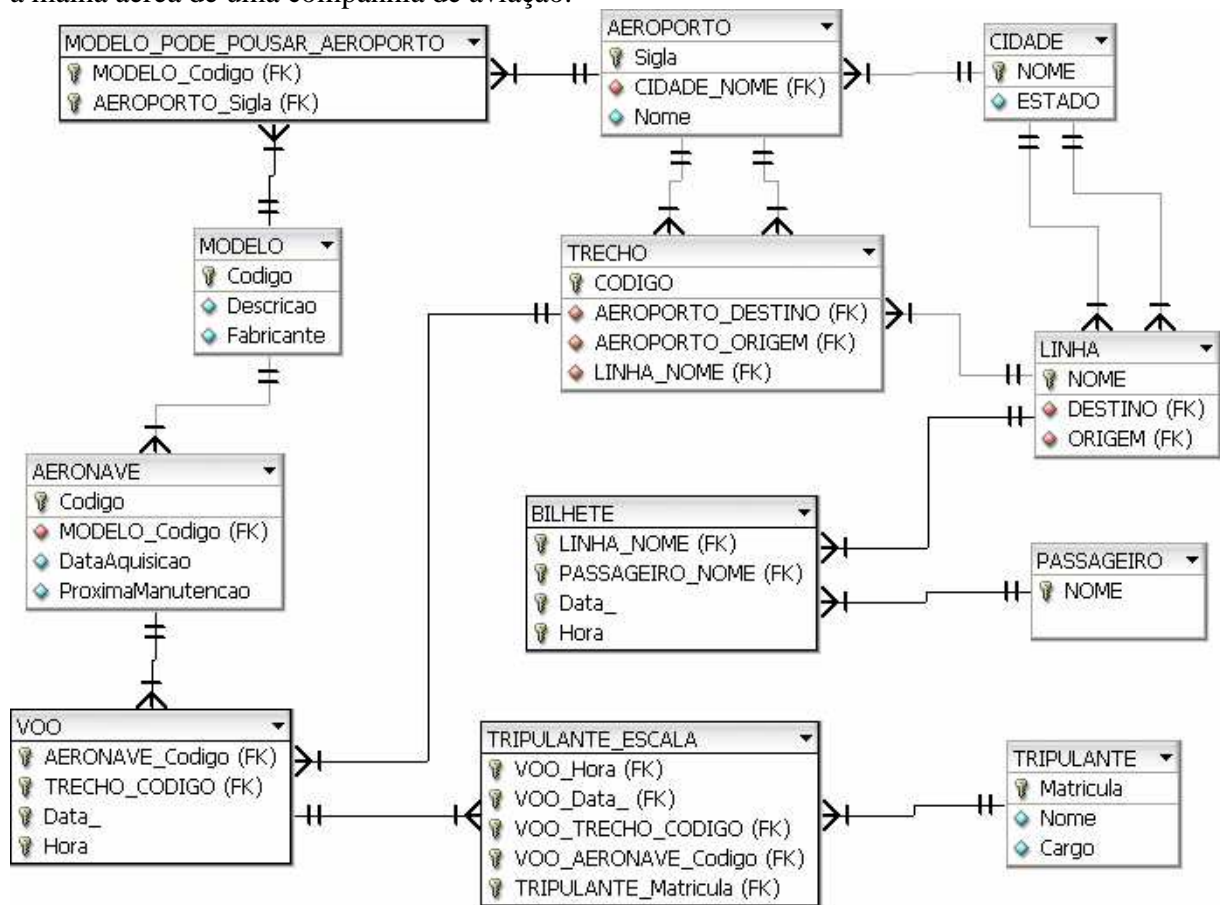 a mama acerca de uma companhia de aviação.
MODELO_PODE_POUSAR_AEROPORTO
MODELO_Codigo (FK)
AEROPORTO_Sigla (FK)
AEROPORTO
Sigla
CIDADE_NOME (FK)
Nome
CIDADE
NOME
ESTADO
MODELO
Codigo
Descricao
Fabricante
TRECHO
CODIGO
AEROPORTO_DESTINO (FK)
AEROPORTO_ORIGEM (FK)
LINHA_NOME (FK)
LINHA
NOME
DESTINO (FK)
ORIGEM (FK)
AERONAVE
Codigo
MODELO_Codigo (FK)
DataAquisicao
ProximaManutencao
BILHETE
LINHA_NOME (FK)
PASSAGEIRO_NOME (FK)
Data_
Hora
PASSAGEIRO
NOME
VOO
AERONAVE_Codigo (FK)
TRECHO_CODIGO (FK)
Data_
Hora
TRIPULANTE_ESCALA
VOO_Hora (FK)
VOO_Data_ (FK)
VOO_TRECHO_CODIGO (FK)
VOO_AERONAVE_Codigo (FK)
TRIPULANTE_Matricula (FK)
TRIPULANTE
Matricula
Nome
Cargo